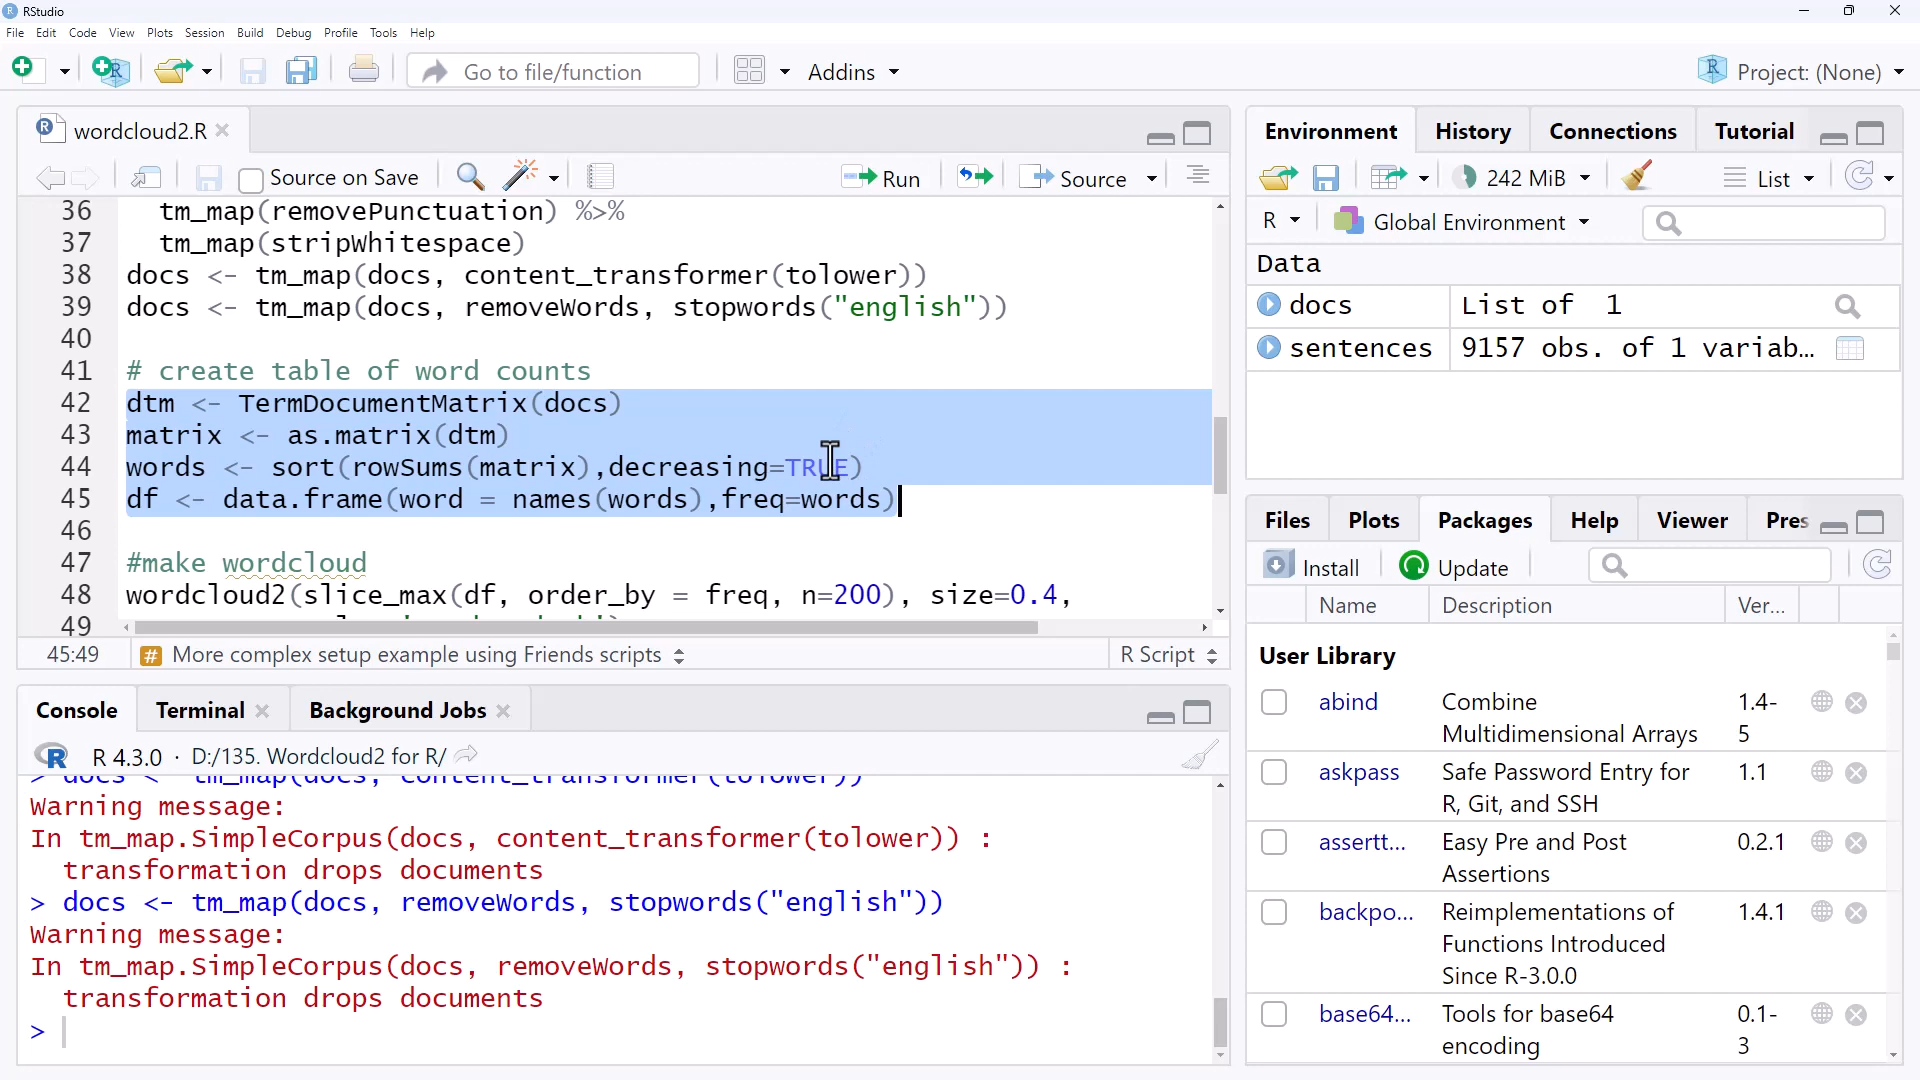 RStudio
File Edit Code View Plots Session Build Debug Profile Tools Help
Go to file/function
Addins
Project: (None)
wordcloud2.R
Source on Save
Run
Source
36 tm_map(removePunctuation) %>%
37 tm_map(stripWhitespace)
38 docs <- tm_map(docs, content_transformer(tolower))
39 docs <- tm_map(docs, removeWords, stopwords("english"))
40
41 # create table of word counts
42 dtm <- TermDocumentMatrix(docs)
43 matrix <- as.matrix(dtm)
44 words <- sort(rowSums(matrix),decreasing=TRUE)
45 df <- data.frame(word = names(words),freq=words)
46
47 #make wordcloud
48 wordcloud2(slice_max(df, order_by = freq, n=200), size=0.4,
49
45:49
# More complex setup example using Friends scripts
R Script
Console Terminal Background Jobs
R 4.3.0 · D:/135. Wordcloud2 for R/
> docs <- tm_map(docs, content_transformer(tolower))
Warning message:
In tm_map.SimpleCorpus(docs, content_transformer(tolower)) :
transformation drops documents
> docs <- tm_map(docs, removeWords, stopwords("english"))
Warning message:
In tm_map.SimpleCorpus(docs, removeWords, stopwords("english")) :
transformation drops documents
>
Environment History Connections Tutorial
242 MiB
List
R
Global Environment
Data
docs List of 1
sentences 9157 obs. of 1 variab...
Files Plots Packages Help Viewer Pres
Install
Update
Name Description Ver...
User Library
abind Combine 1.4-
Multidimensional Arrays 5
askpass Safe Password Entry for 1.1
R, Git, and SSH
assertt... Easy Pre and Post 0.2.1
Assertions
backpo... Reimplementations of 1.4.1
Functions Introduced
Since R-3.0.0
base64... Tools for base64 0.1-
encoding 3